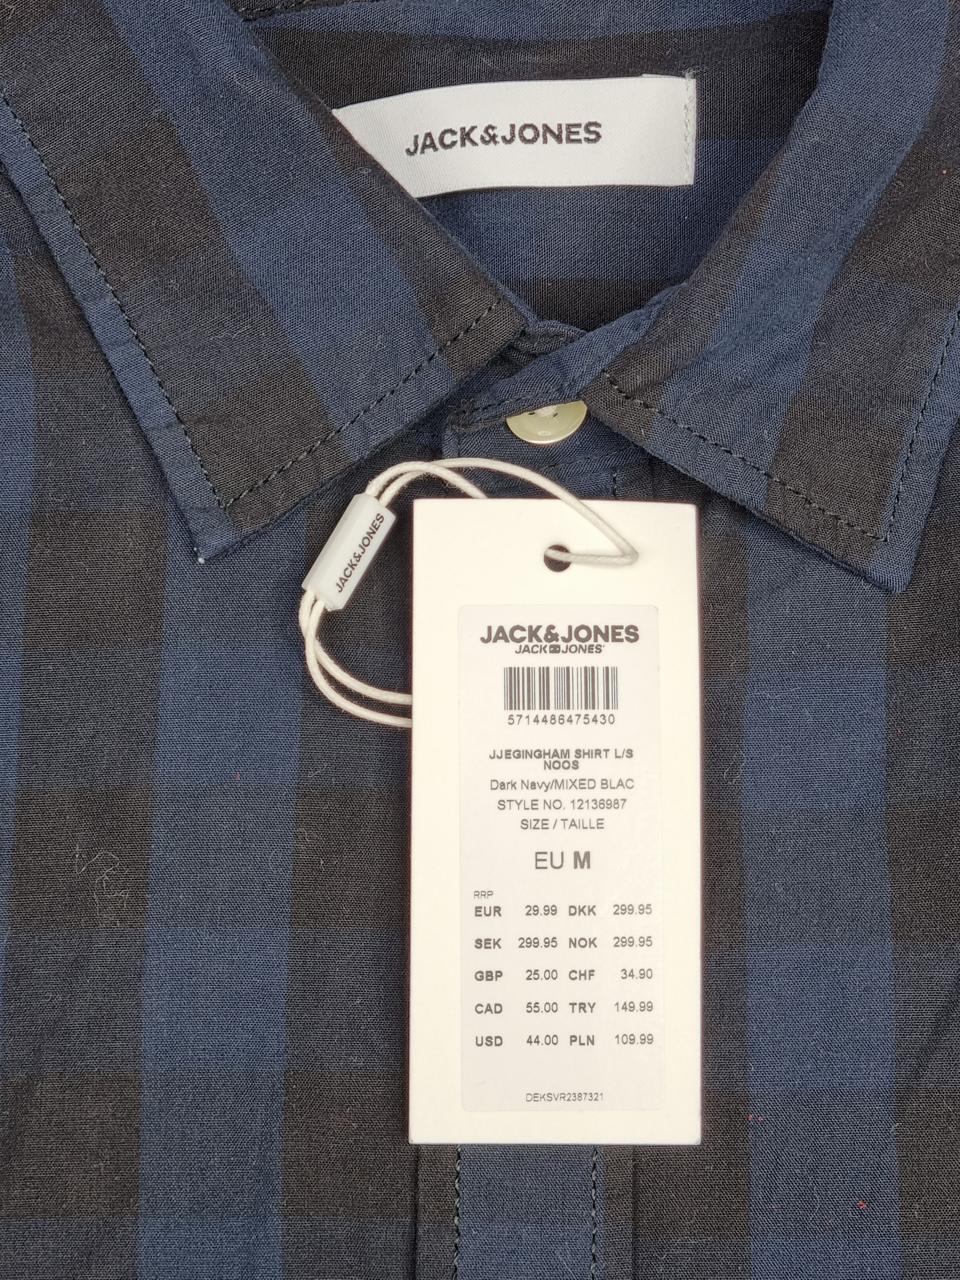 JACK&JONES
JACK&JONES
JACK&JONES
JACK JONES
5714486475430
JJEGINGHAM SHIRT L/S
NOOS
Dark Navy/MIXED BLAC
STYLE NO. 12136987
SIZE / TAILLE
EU M
RRP
EUR 29.99 DKK 299.95
SEK 299.95 NOK 299.95
GBP 25.00 CHF 34.90
CAD 55.00 TRY 149.99
USD 44.00 PLN 109.99
DEKSVR2387321